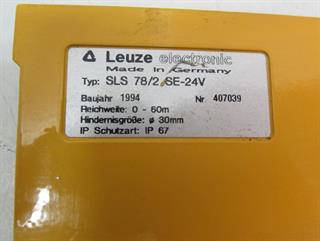 Leuze electronic
Made in Germany
Typ: SLS 78/2 SE-24V
Baujahr 1994 Nr. 407039
Reichweite: 0 - 60m
Hindernisgröße: ø 30mm
IP Schutzart: IP 67